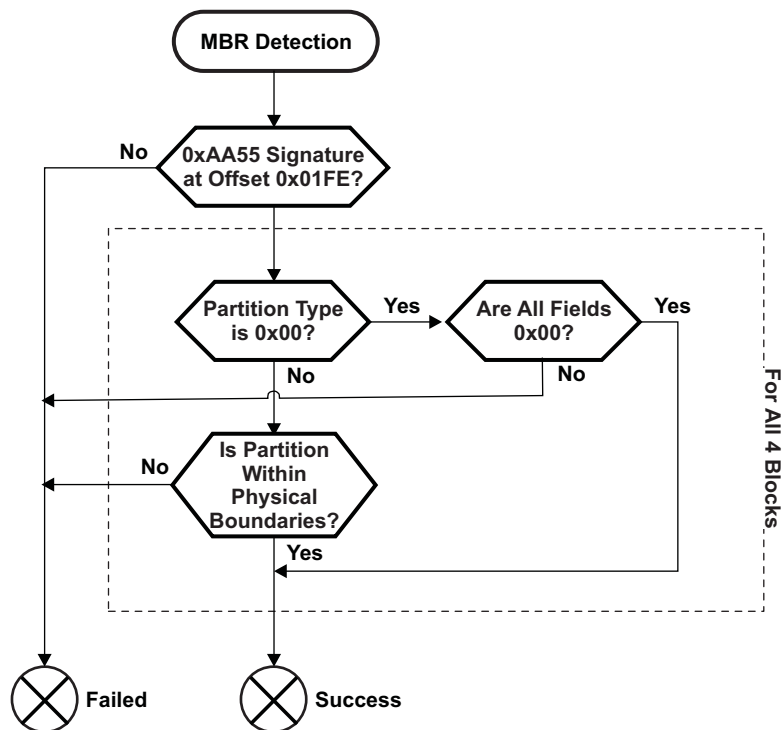 MBR Detection
No
0xAA55 Signature
at Offset 0x01FE?
Partition Type
is 0x00?
Yes
Are All Fields
0x00?
Yes
No
No
For All 4 Blocks
No
Is Partition
Within
Physical
Boundaries?
Yes
Failed
Success